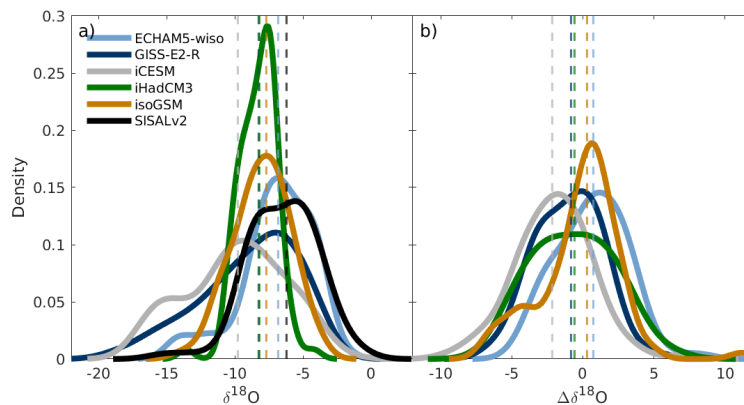 0.3
0.25
0.2
0.15
0.1
0.05
0
Density
a)
ECHAM5-wiso
GISS-E2-R
iCESM
iHadCM3
isoGSM
SISALv2
-20 -15 -10 -5 0
δ¹⁸O
b)
-10 -5 0 5 10
Δδ¹⁸O